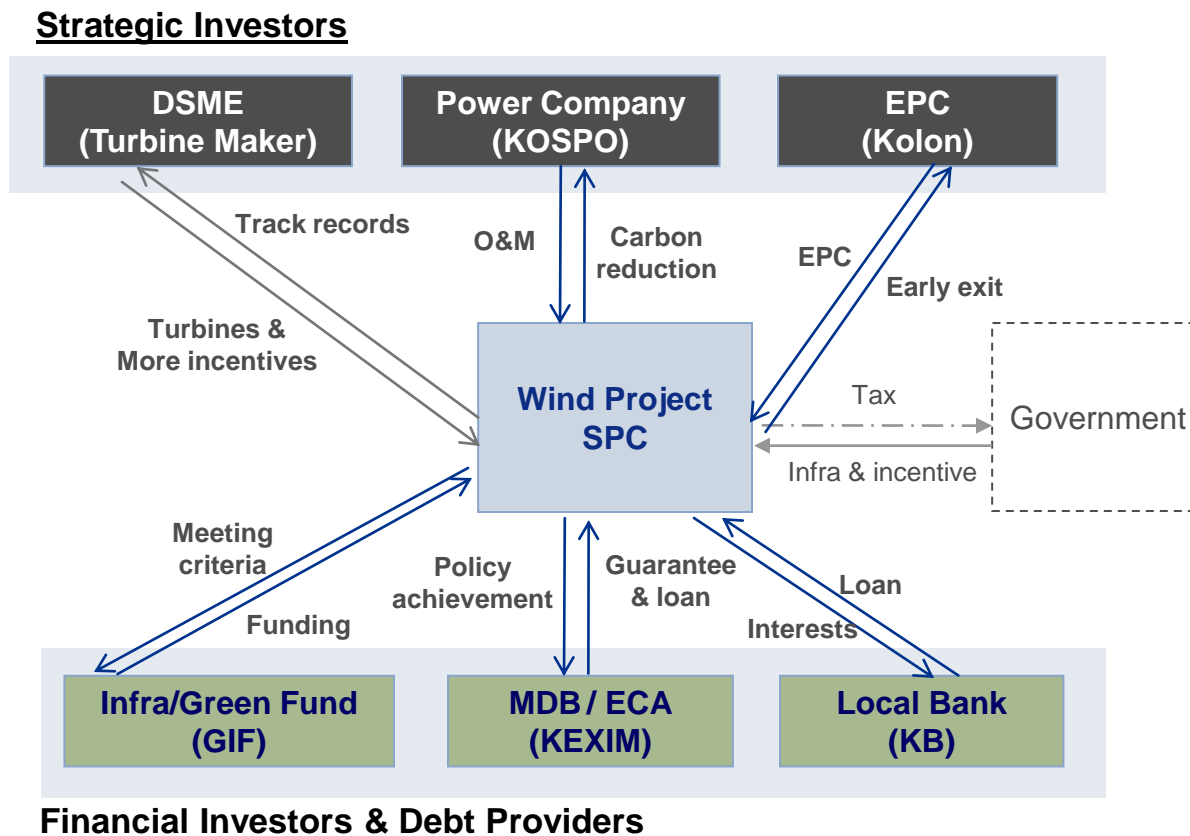 Strategic Investors
DSME
(Turbine Maker)
Power Company
(KOSPO)
EPC
(Kolon)
Track records
O&M
Carbon
reduction
EPC
Early exit
Turbines &
More incentives
Wind Project
SPC
Tax
Government
Infra & incentive
Meeting
criteria
Funding
Policy
achievement
Guarantee
& loan
Loan
Interests
Infra/Green Fund
(GIF)
MDB / ECA
(KEXIM)
Local Bank
(KB)
Financial Investors & Debt Providers